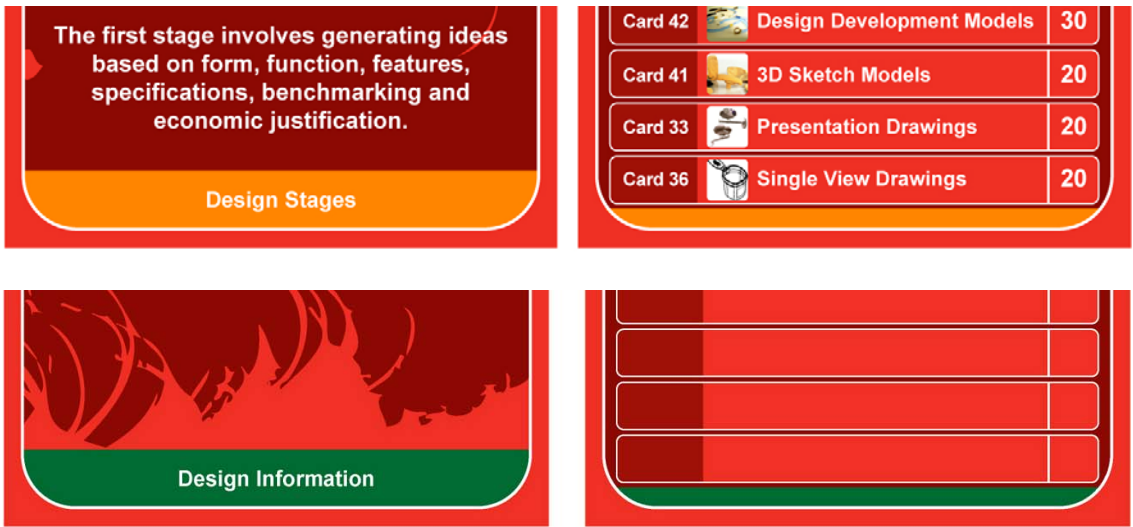 The first stage involves generating ideas
based on form, function, features,
specifications, benchmarking and
economic justification.
Design Stages
Card 42 Design Development Models 30
Card 41 3D Sketch Models 20
Card 33 Presentation Drawings 20
Card 36 Single View Drawings 20
Design Information